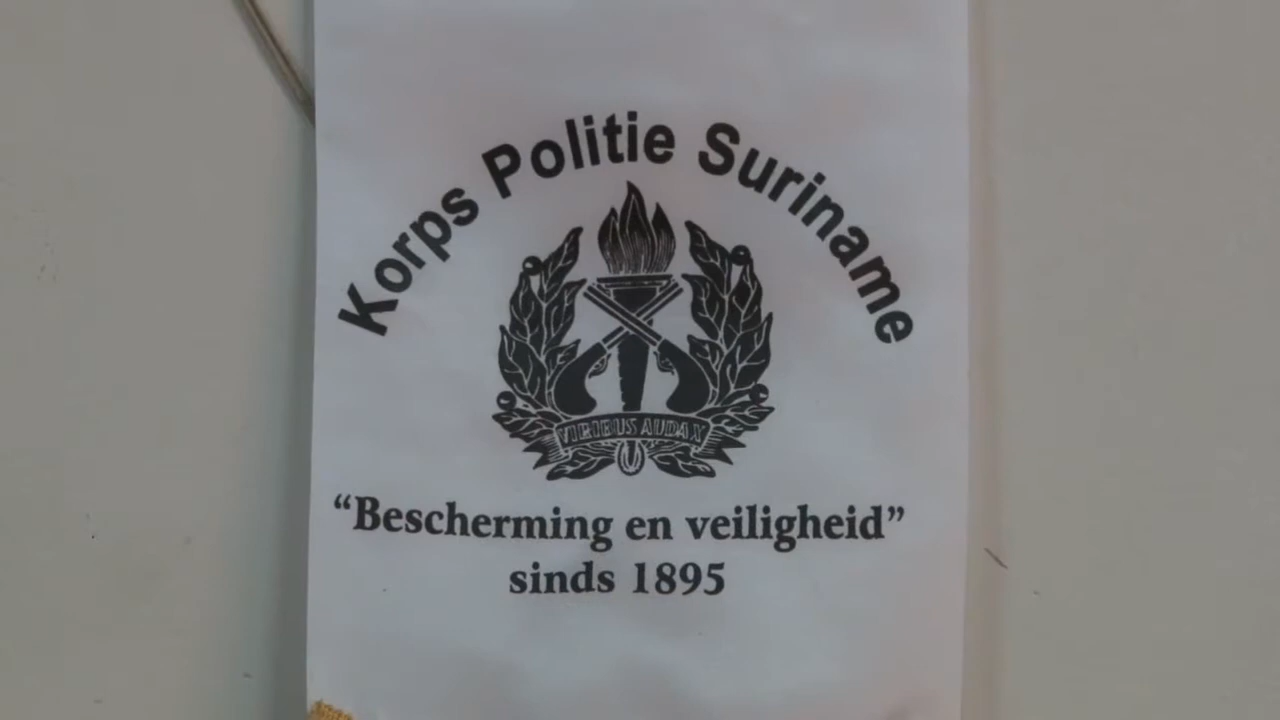 Korps Politie Suriname
VIRIBUS AUDAX
“Bescherming en veiligheid”
sinds 1895